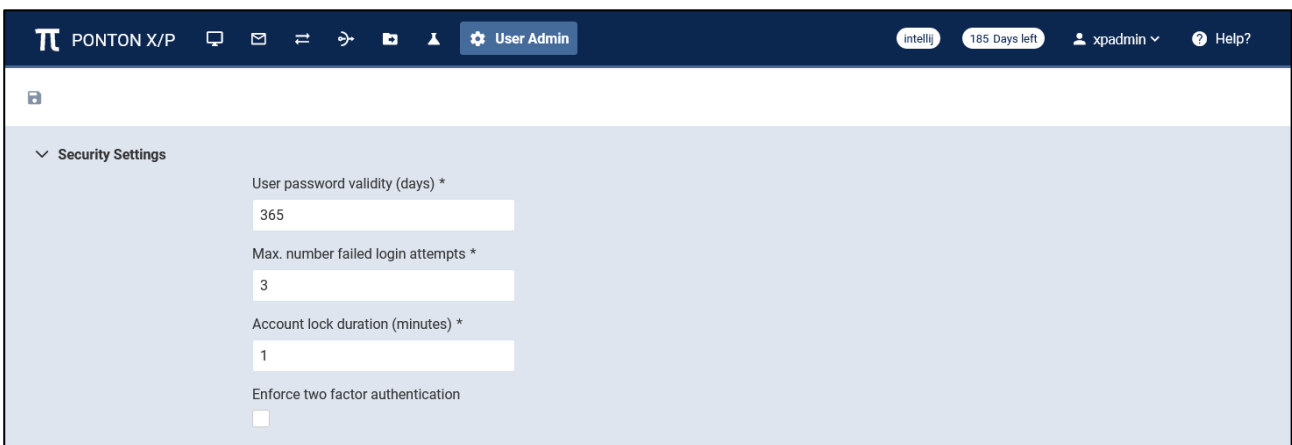 PONTON X/P User Admin intellij 185 Days left xpadmin Help?
Security Settings
User password validity (days) *
365
Max. number failed login attempts *
3
Account lock duration (minutes) *
1
Enforce two factor authentication